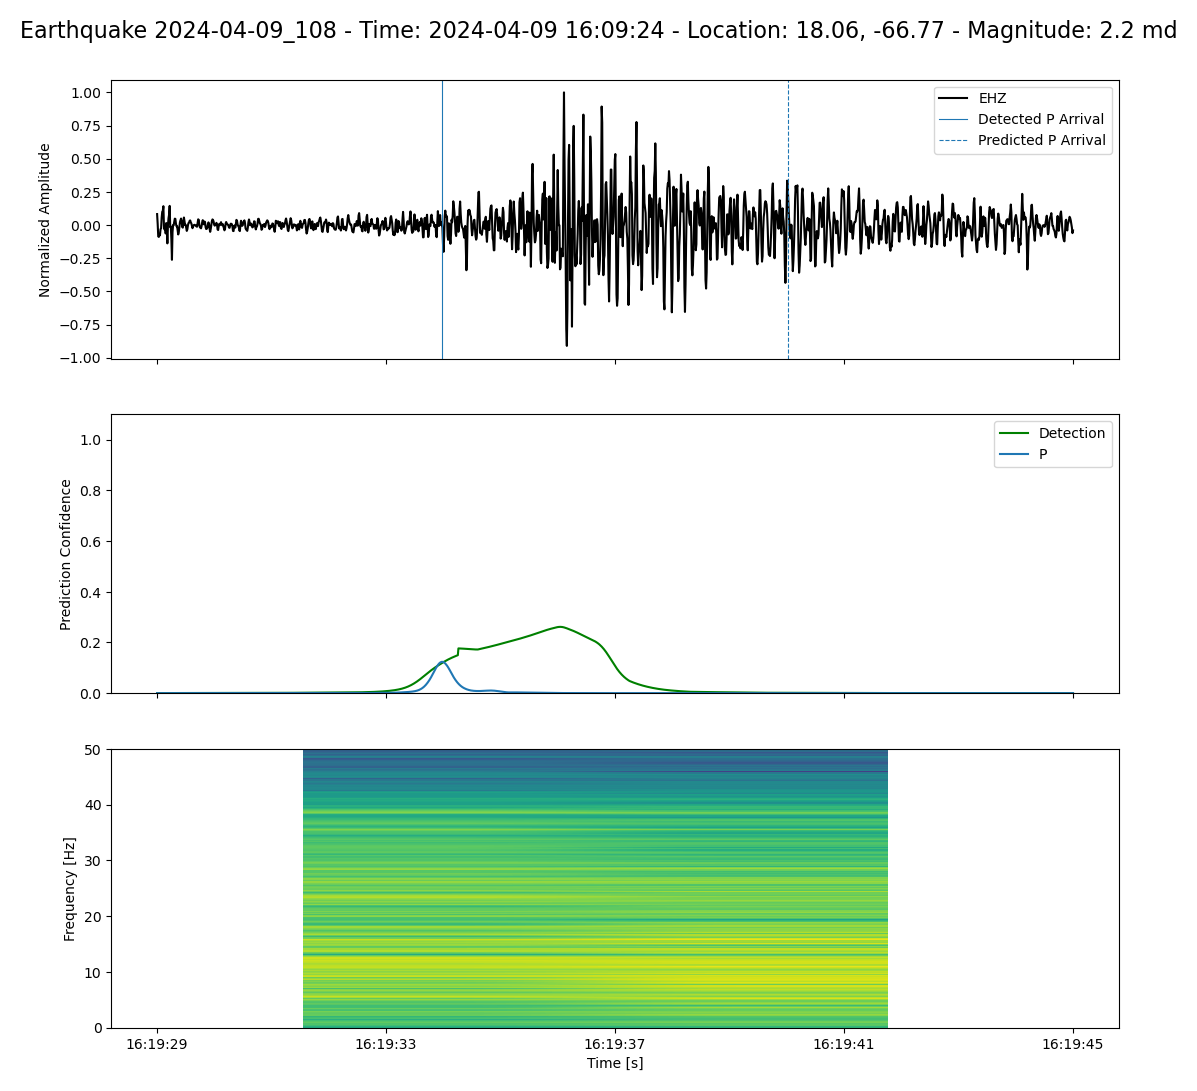 Earthquake 2024-04-09_108 - Time: 2024-04-09 16:09:24 - Location: 18.06, -66.77 - Magnitude: 2.2 md
Normalized Amplitude
1.00
0.75
0.50
0.25
0.00
−0.25
−0.50
−0.75
−1.00
EHZ
Detected P Arrival
Predicted P Arrival
Prediction Confidence
1.0
0.8
0.6
0.4
0.2
0.0
Detection
P
Frequency [Hz]
50
40
30
20
10
0
16:19:29 16:19:33 16:19:37 16:19:41 16:19:45
Time [s]